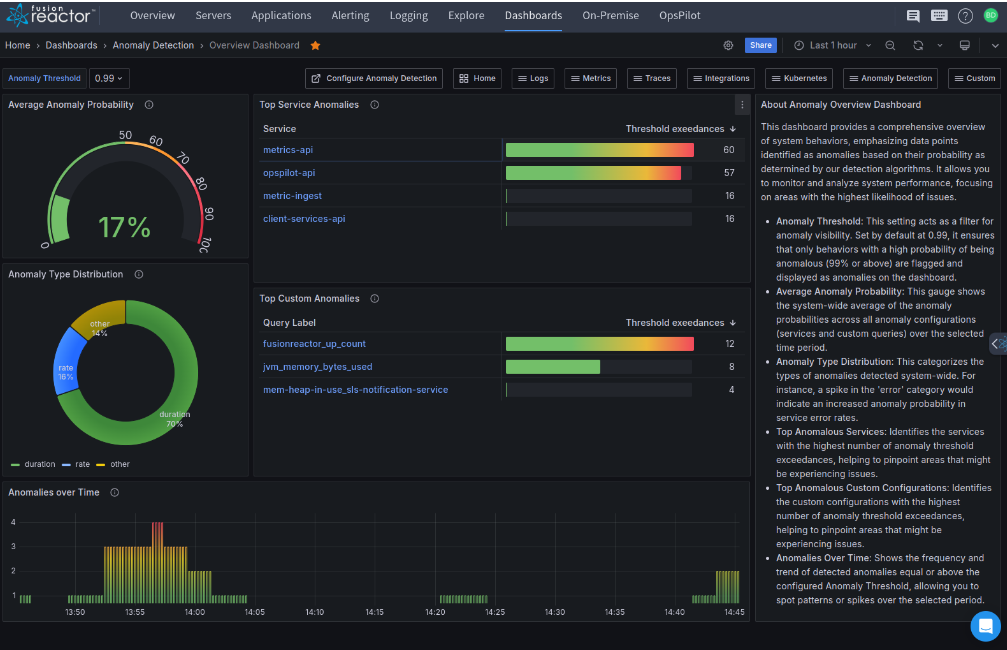 fusion
reactor™
Overview Servers Applications Alerting Logging Explore Dashboards On-Premise OpsPilot
BD
Home › Dashboards › Anomaly Detection › Overview Dashboard
Share
Last 1 hour
Anomaly Threshold 0.99
Configure Anomaly Detection Home Logs Metrics Traces Integrations Kubernetes Anomaly Detection Custom
Average Anomaly Probability
0
50
60
70
80
90
100
17%
Anomaly Type Distribution
other
14%
rate
16%
duration
70%
duration rate other
Top Service Anomalies
Service Threshold exeedances
metrics-api 60
opspilot-api 57
metric-ingest 16
client-services-api 16
Top Custom Anomalies
Query Label Threshold exeedances
fusionreactor_up_count 12
jvm_memory_bytes_used 8
mem-heap-in-use_sls-notification-service 4
Anomalies over Time
4
3
2
1
13:50 13:55 14:00 14:05 14:10 14:15 14:20 14:25 14:30 14:35 14:40 14:45
About Anomaly Overview Dashboard
This dashboard provides a comprehensive overview
of system behaviors, emphasizing data points
identified as anomalies based on their probability as
determined by our detection algorithms. It allows you
to monitor and analyze system performance, focusing
on areas with the highest likelihood of issues.
• Anomaly Threshold: This setting acts as a filter for
anomaly visibility. Set by default at 0.99, it ensures
that only behaviors with a high probability of being
anomalous (99% or above) are flagged and
displayed as anomalies on the dashboard.
• Average Anomaly Probability: This gauge shows
the system-wide average of the anomaly
probabilities across all anomaly configurations
(services and custom queries) over the selected
time period.
• Anomaly Type Distribution: This categorizes the
types of anomalies detected system-wide. For
instance, a spike in the 'error' category would
indicate an increased anomaly probability in
service error rates.
• Top Anomalous Services: Identifies the services
with the highest number of anomaly threshold
exceedances, helping to pinpoint areas that might
be experiencing issues.
• Top Anomalous Custom Configurations: Identifies
the custom configurations with the highest
number of anomaly threshold exceedances,
helping to pinpoint areas that might be
experiencing issues.
• Anomalies Over Time: Shows the frequency and
trend of detected anomalies equal or above the
configured Anomaly Threshold, allowing you to
spot patterns or spikes over the selected period.